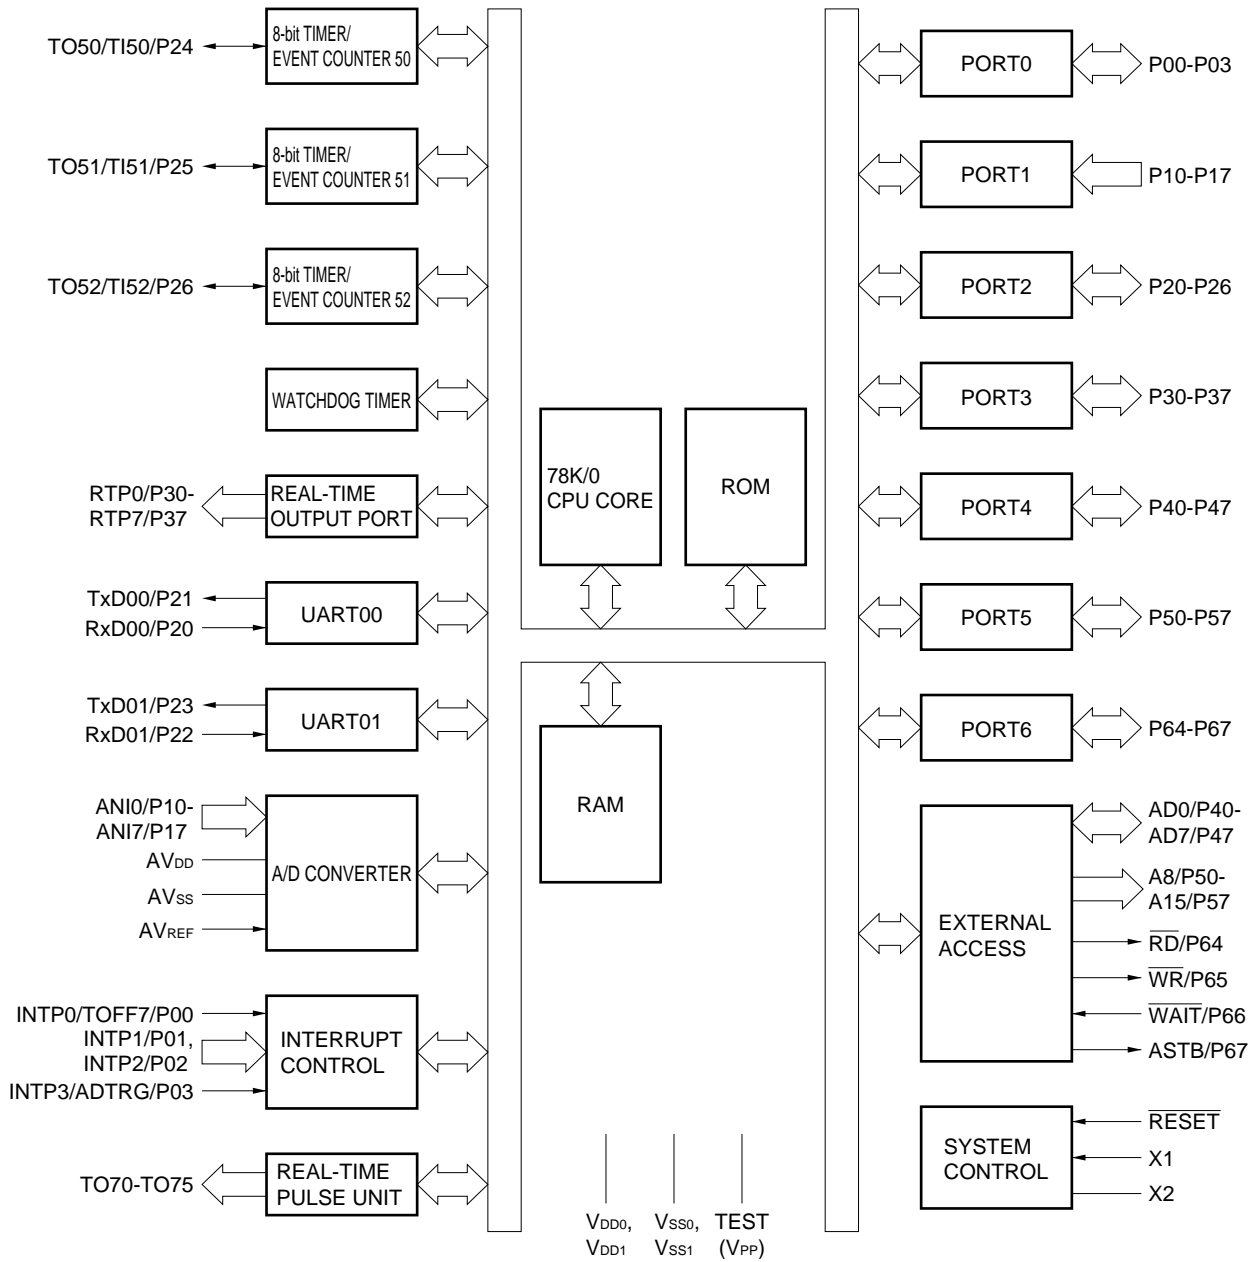 TO50/TI50/P24
8-bit TIMER/
EVENT COUNTER 50
TO51/TI51/P25
8-bit TIMER/
EVENT COUNTER 51
TO52/TI52/P26
8-bit TIMER/
EVENT COUNTER 52
WATCHDOG TIMER
RTP0/P30-
RTP7/P37
REAL-TIME
OUTPUT PORT
TxD00/P21
RxD00/P20
UART00
TxD01/P23
RxD01/P22
UART01
ANI0/P10-
ANI7/P17
AVDD
AVSS
AVREF
A/D CONVERTER
INTP0/TOFF7/P00
INTP1/P01,
INTP2/P02
INTP3/ADTRG/P03
INTERRUPT
CONTROL
TO70-TO75
REAL-TIME
PULSE UNIT
78K/0
CPU CORE
ROM
RAM
VDD0,
VDD1
VSS0,
VSS1
TEST
(VPP)
PORT0
P00-P03
PORT1
P10-P17
PORT2
P20-P26
PORT3
P30-P37
PORT4
P40-P47
PORT5
P50-P57
PORT6
P64-P67
EXTERNAL
ACCESS
AD0/P40-
AD7/P47
A8/P50-
A15/P57
RD/P64
WR/P65
WAIT/P66
ASTB/P67
SYSTEM
CONTROL
RESET
X1
X2